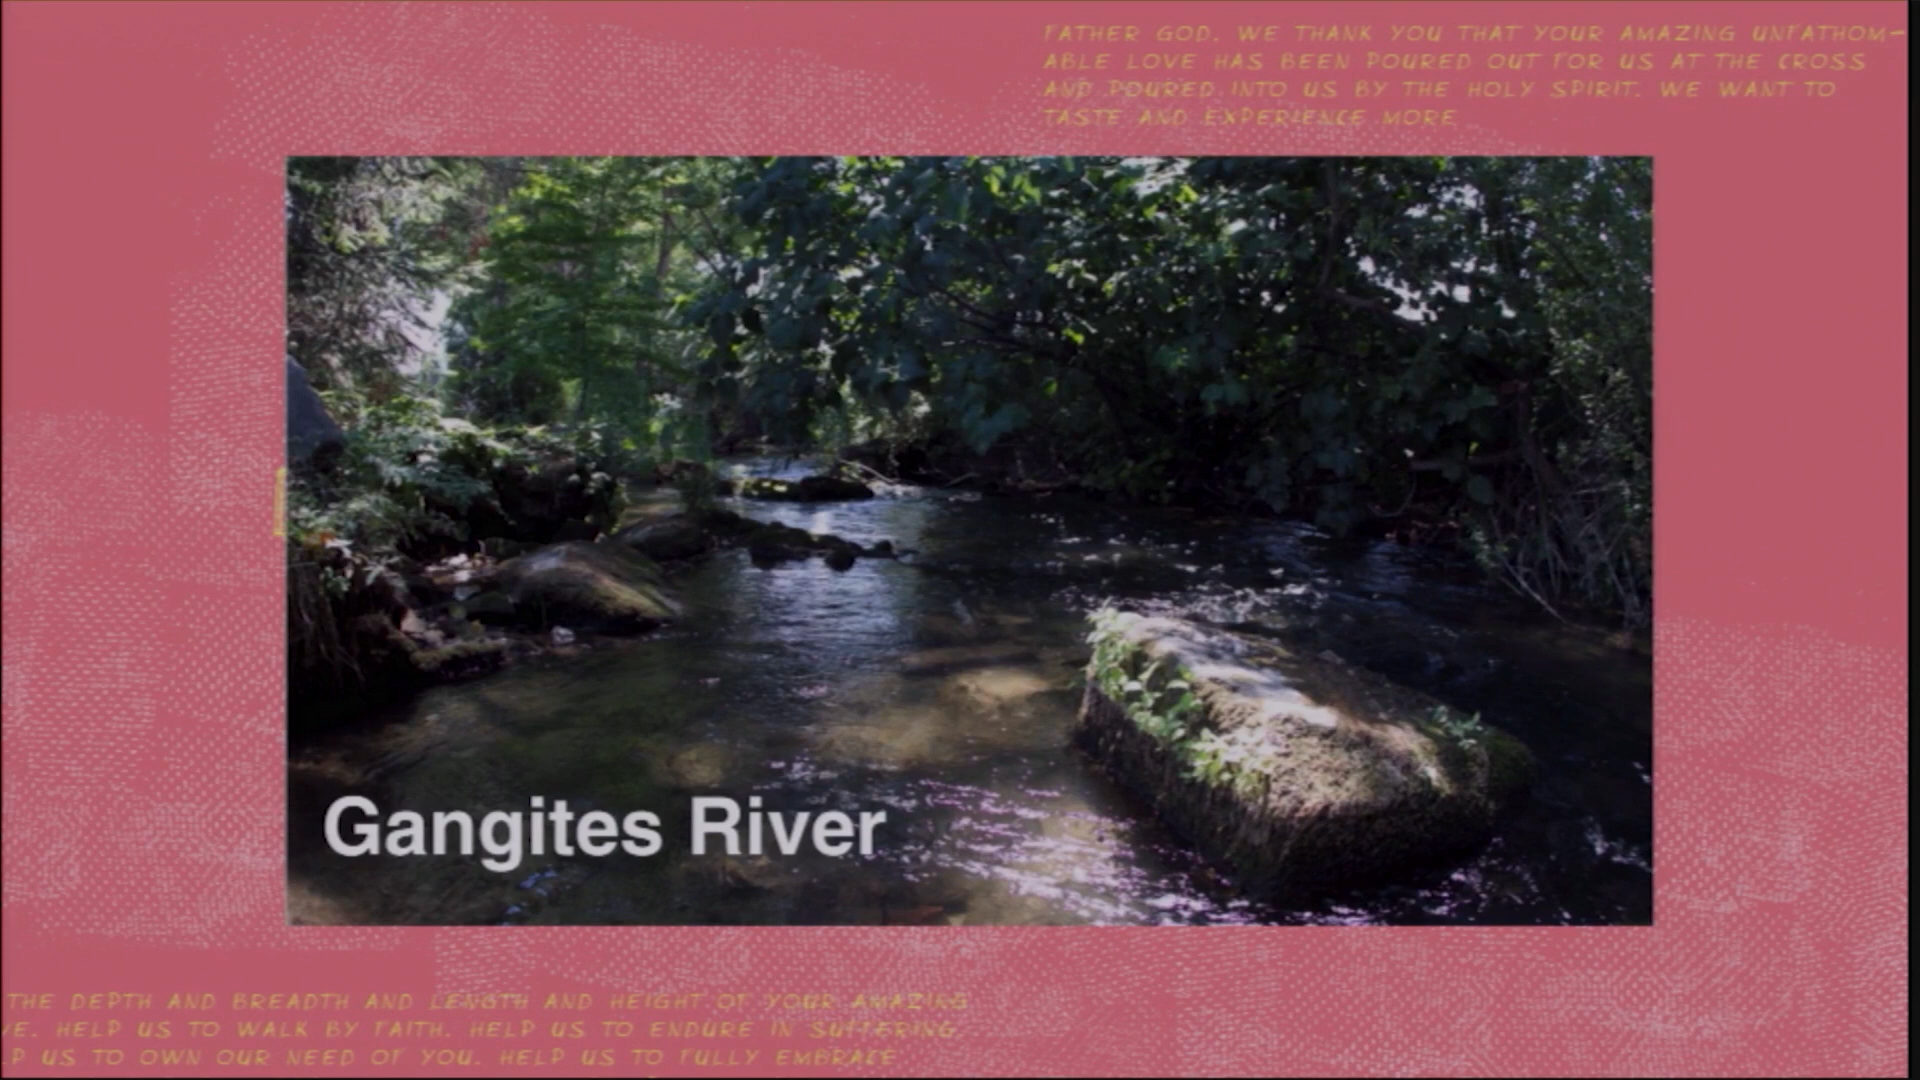 FATHER GOD, WE THANK YOU THAT YOUR AMAZING UNFATHOM-
ABLE LOVE HAS BEEN POURED OUT FOR US AT THE CROSS
AND POURED INTO US BY THE HOLY SPIRIT. WE WANT TO
TASTE AND EXPERIENCE MORE
Gangites River
THE DEPTH AND BREADTH AND LENGTH AND HEIGHT OF YOUR AMAZING
VE. HELP US TO WALK BY FAITH. HELP US TO ENDURE IN SUFFERING
P US TO OWN OUR NEED OF YOU. HELP US TO FULLY EMBRACE